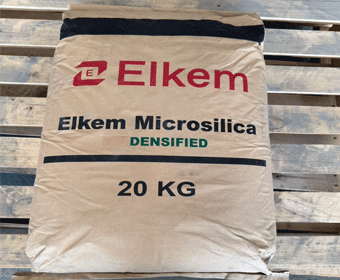 E Elkem
Elkem Microsilica
DENSIFIED
20 KG